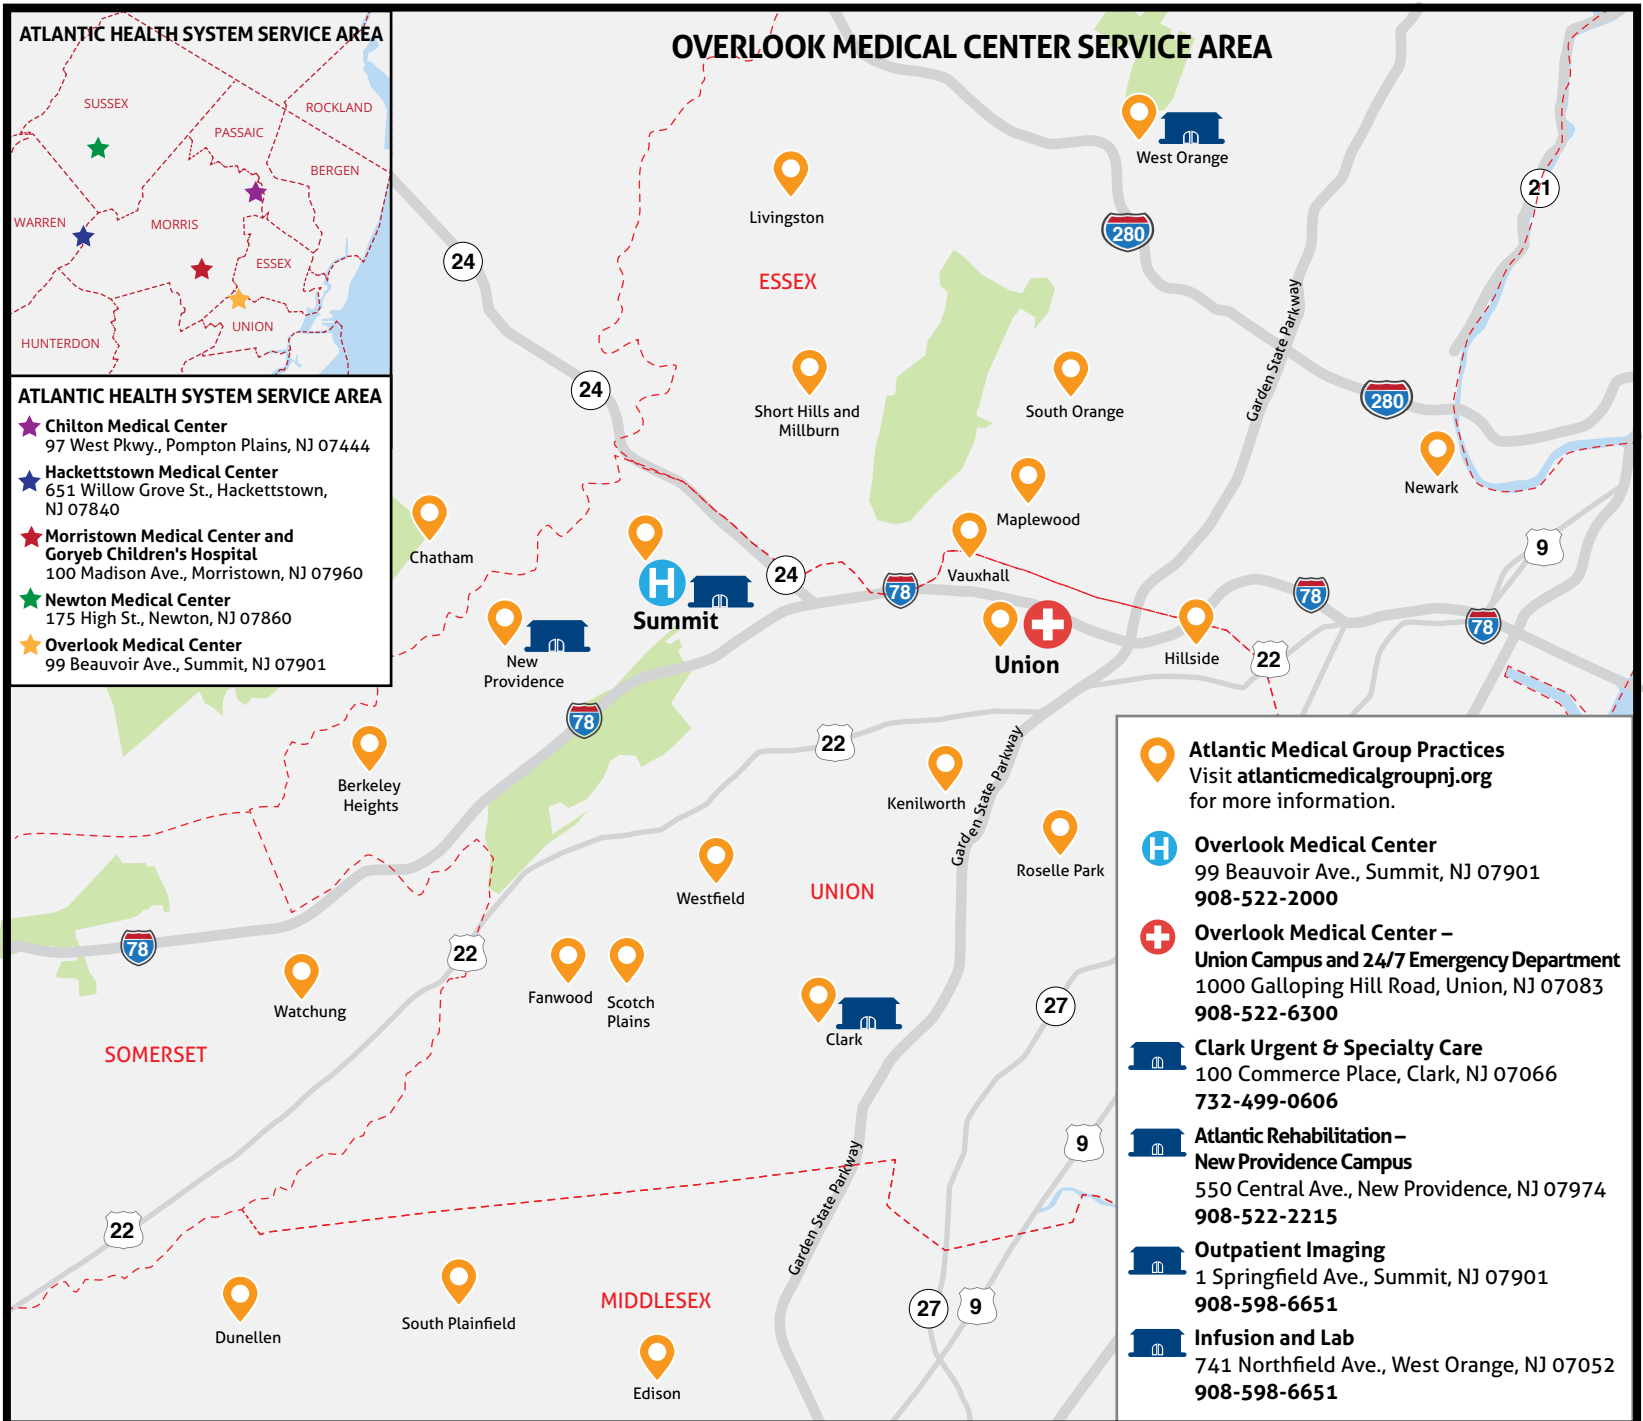 ATLANTIC HEALTH SYSTEM SERVICE AREA
SUSSEX
ROCKLAND
PASSAIC
BERGEN
WARREN
MORRIS
ESSEX
UNION
HUNTERDON
ATLANTIC HEALTH SYSTEM SERVICE AREA
Chilton Medical Center
97 West Pkwy., Pompton Plains, NJ 07444
Hackettstown Medical Center
651 Willow Grove St., Hackettstown,
NJ 07840
Morristown Medical Center and
Goryeb Children's Hospital
100 Madison Ave., Morristown, NJ 07960
Newton Medical Center
175 High St., Newton, NJ 07860
Overlook Medical Center
99 Beauvoir Ave., Summit, NJ 07901
OVERLOOK MEDICAL CENTER SERVICE AREA
West Orange
21
Livingston
280
24
ESSEX
Garden State Parkway
24
280
Short Hills and
Millburn
South Orange
Newark
Maplewood
9
Chatham
24
Vauxhall
78
78
H
Summit
78
New
Providence
Union
Hillside
22
78
22
Berkeley
Heights
Kenilworth
Garden State Parkway
Roselle Park
Westfield
UNION
78
22
Watchung
Fanwood
Scotch
Plains
27
Clark
SOMERSET
9
Garden State Parkway
22
Dunellen
South Plainfield
MIDDLESEX
27
9
Edison
Atlantic Medical Group Practices
Visit atlanticmedicalgroupnj.org
for more information.
H
Overlook Medical Center
99 Beauvoir Ave., Summit, NJ 07901
908-522-2000
Overlook Medical Center –
Union Campus and 24/7 Emergency Department
1000 Galloping Hill Road, Union, NJ 07083
908-522-6300
Clark Urgent & Specialty Care
100 Commerce Place, Clark, NJ 07066
732-499-0606
Atlantic Rehabilitation –
New Providence Campus
550 Central Ave., New Providence, NJ 07974
908-522-2215
Outpatient Imaging
1 Springfield Ave., Summit, NJ 07901
908-598-6651
Infusion and Lab
741 Northfield Ave., West Orange, NJ 07052
908-598-6651